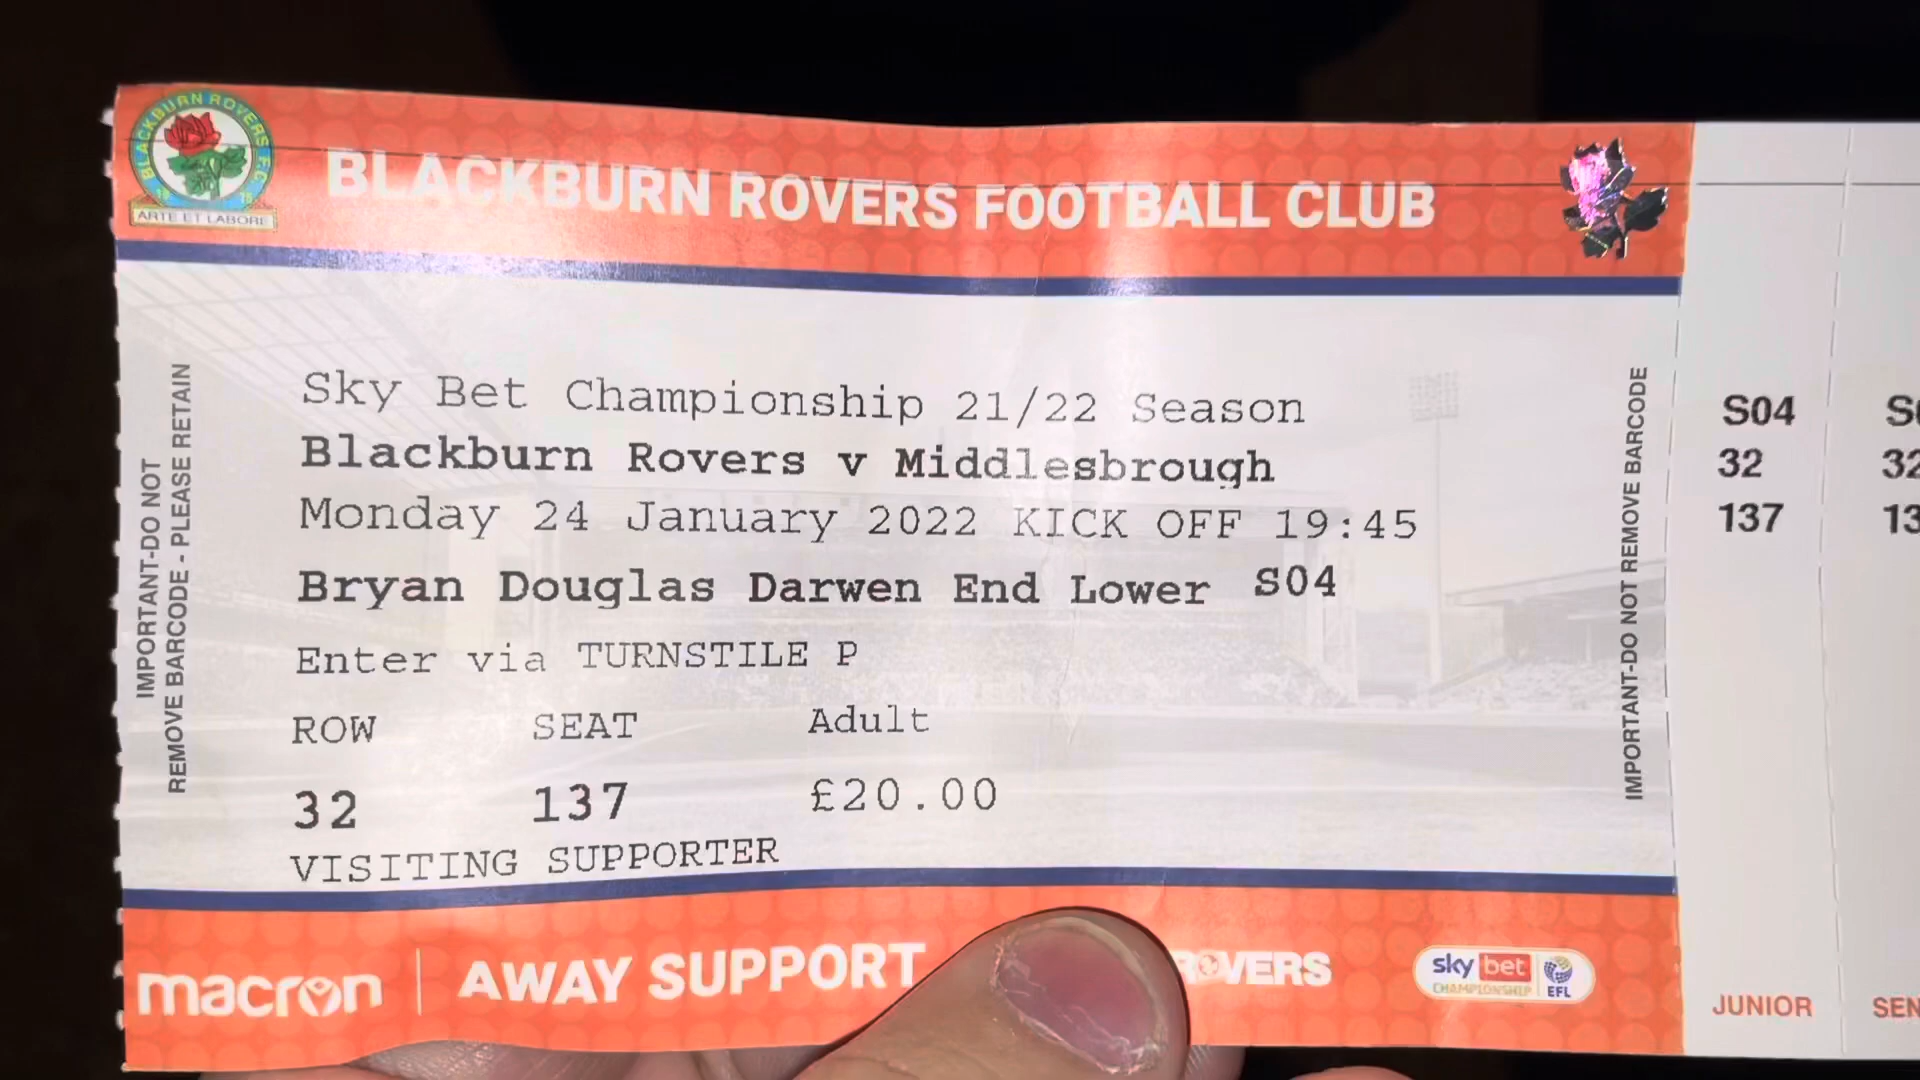 BLACKBURN ROVERS F.C.
ARTE ET LABORE
BLACKBURN ROVERS FOOTBALL CLUB
IMPORTANT-DO NOT
REMOVE BARCODE - PLEASE RETAIN
Sky Bet Championship 21/22 Season
Blackburn Rovers v Middlesbrough
Monday 24 January 2022 KICK OFF 19:45
Bryan Douglas Darwen End Lower S04
Enter via TURNSTILE P
ROW SEAT Adult
32 137 £20.00
VISITING SUPPORTER
IMPORTANT-DO NOT REMOVE BARCODE
macron AWAY SUPPORT ROVERS sky bet CHAMPIONSHIP EFL
S04
32
137
JUNIOR